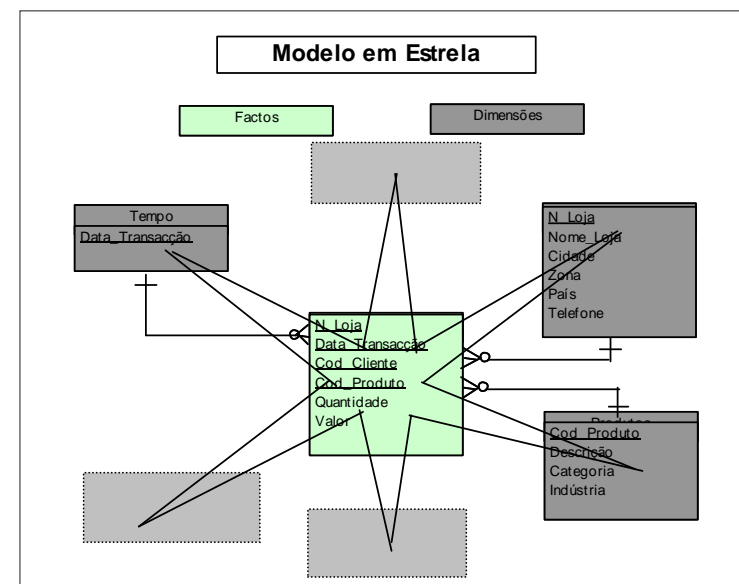 Modelo em Estrela
Factos
Dimensões
Tempo
Data_Transacção
N_Loja
Nome_Loja
Cidade
Zona
País
Telefone
N_Loja
Data_Transacção
Cod_Cliente
Cod_Produto
Quantidade
Valor
Produtos
Cod_Produto
Descrição
Categoria
Indústria